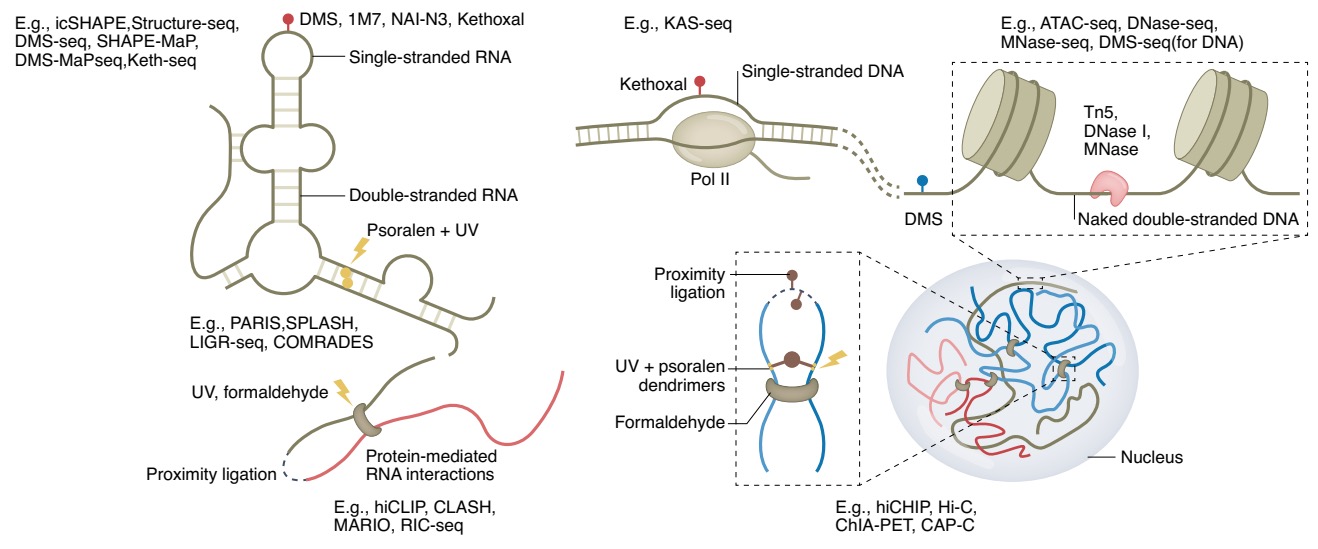 E.g., icSHAPE,Structure-seq,
DMS-seq, SHAPE-MaP,
DMS-MaPseq,Keth-seq
DMS, 1M7, NAI-N3, Kethoxal
Single-stranded RNA
Double-stranded RNA
Psoralen + UV
E.g., PARIS,SPLASH,
LIGR-seq, COMRADES
UV, formaldehyde
Protein-mediated
RNA interactions
Proximity ligation
E.g., hiCLIP, CLASH,
MARIO, RIC-seq
E.g., KAS-seq
Kethoxal
Single-stranded DNA
Pol II
DMS
E.g., ATAC-seq, DNase-seq,
MNase-seq, DMS-seq(for DNA)
Tn5,
DNase I,
MNase
Naked double-stranded DNA
Proximity
ligation
UV + psoralen
dendrimers
Formaldehyde
Nucleus
E.g., hiCHIP, Hi-C,
ChIA-PET, CAP-C